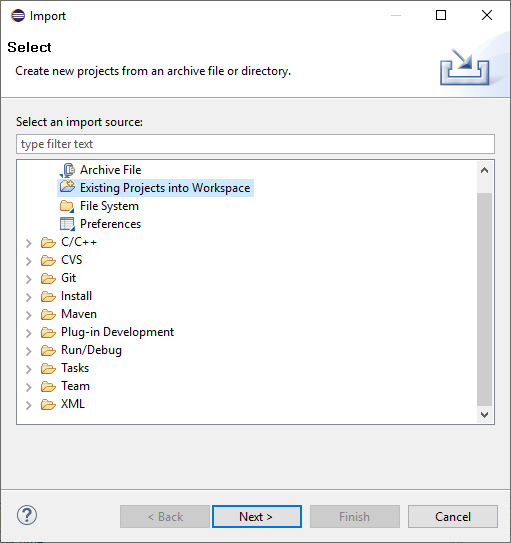 Import
Select
Create new projects from an archive file or directory.
Select an import source:
type filter text
Archive File
Existing Projects into Workspace
File System
Preferences
C/C++
CVS
Git
Install
Maven
Plug-in Development
Run/Debug
Tasks
Team
XML
< Back
Next >
Finish
Cancel